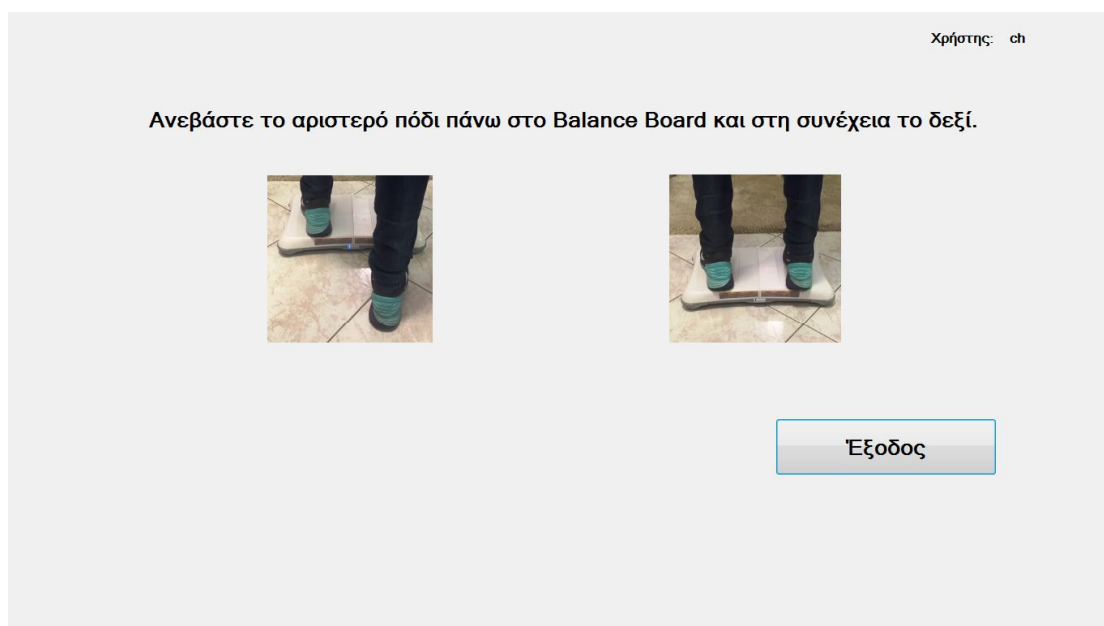 Χρήστης: ch
Ανεβάστε το αριστερό πόδι πάνω στο Balance Board και στη συνέχεια το δεξί.
Έξοδος